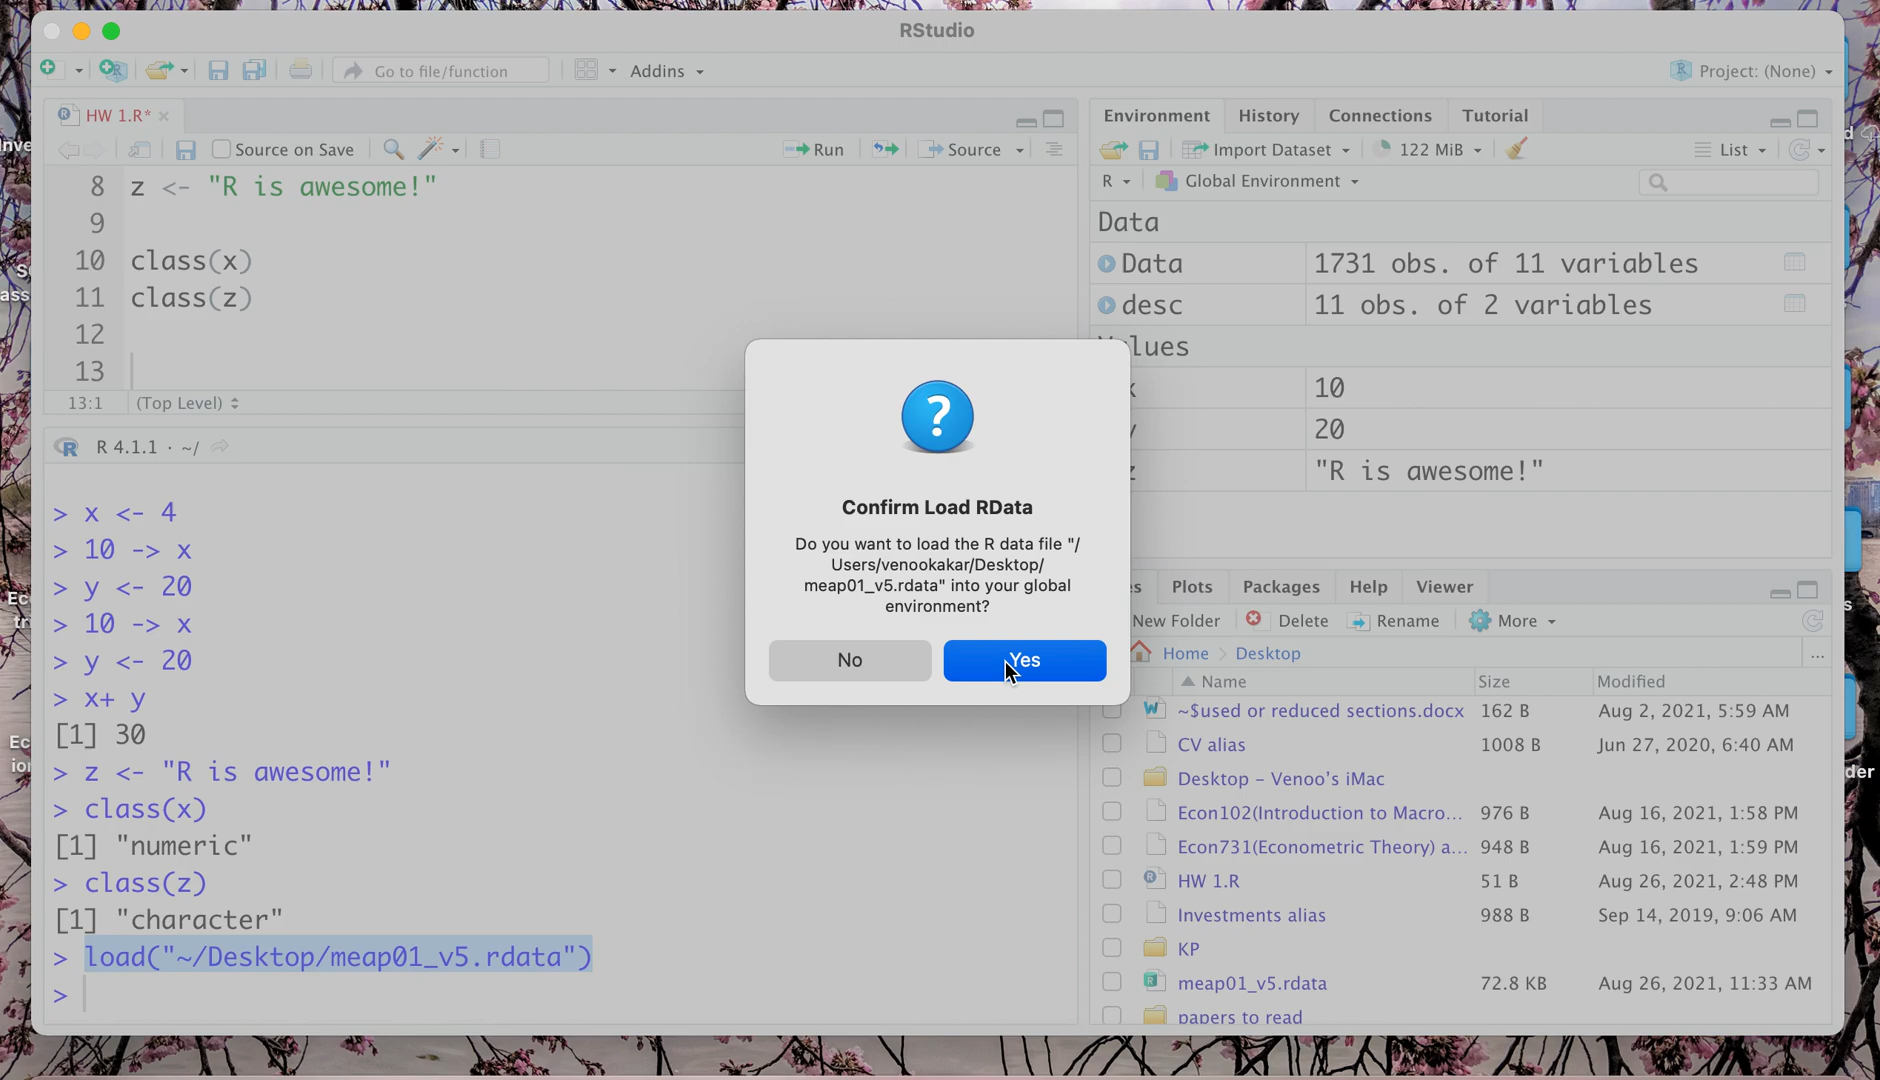 RStudio
Go to file/function
Addins
Project: (None)
HW 1.R*
Source on Save
Run
Source
8 z <- "R is awesome!"
9
10 class(x)
11 class(z)
12
13
13:1 (Top Level)
R 4.1.1 · ~/
> x <- 4
> 10 -> x
> y <- 20
> 10 -> x
> y <- 20
> x+ y
[1] 30
> z <- "R is awesome!"
> class(x)
[1] "numeric"
> class(z)
[1] "character"
> load("~/Desktop/meap01_v5.rdata")
>
Environment History Connections Tutorial
Import Dataset 122 MiB List
R Global Environment
Data
Data 1731 obs. of 11 variables
desc 11 obs. of 2 variables
10
20
z "R is awesome!"
Confirm Load RData
Do you want to load the R data file "/
Users/venookakar/Desktop/
meap01_v5.rdata" into your global
environment?
No Yes
Plots Packages Help Viewer
New Folder Delete Rename More
Home Desktop ...
Name Size Modified
~$used or reduced sections.docx 162 B Aug 2, 2021, 5:59 AM
CV alias 1008 B Jun 27, 2020, 6:40 AM
Desktop – Venoo's iMac
Econ102(Introduction to Macro... 976 B Aug 16, 2021, 1:58 PM
Econ731(Econometric Theory) a... 948 B Aug 16, 2021, 1:59 PM
HW 1.R 51 B Aug 26, 2021, 2:48 PM
Investments alias 988 B Sep 14, 2019, 9:06 AM
KP
meap01_v5.rdata 72.8 KB Aug 26, 2021, 11:33 AM
papers to read